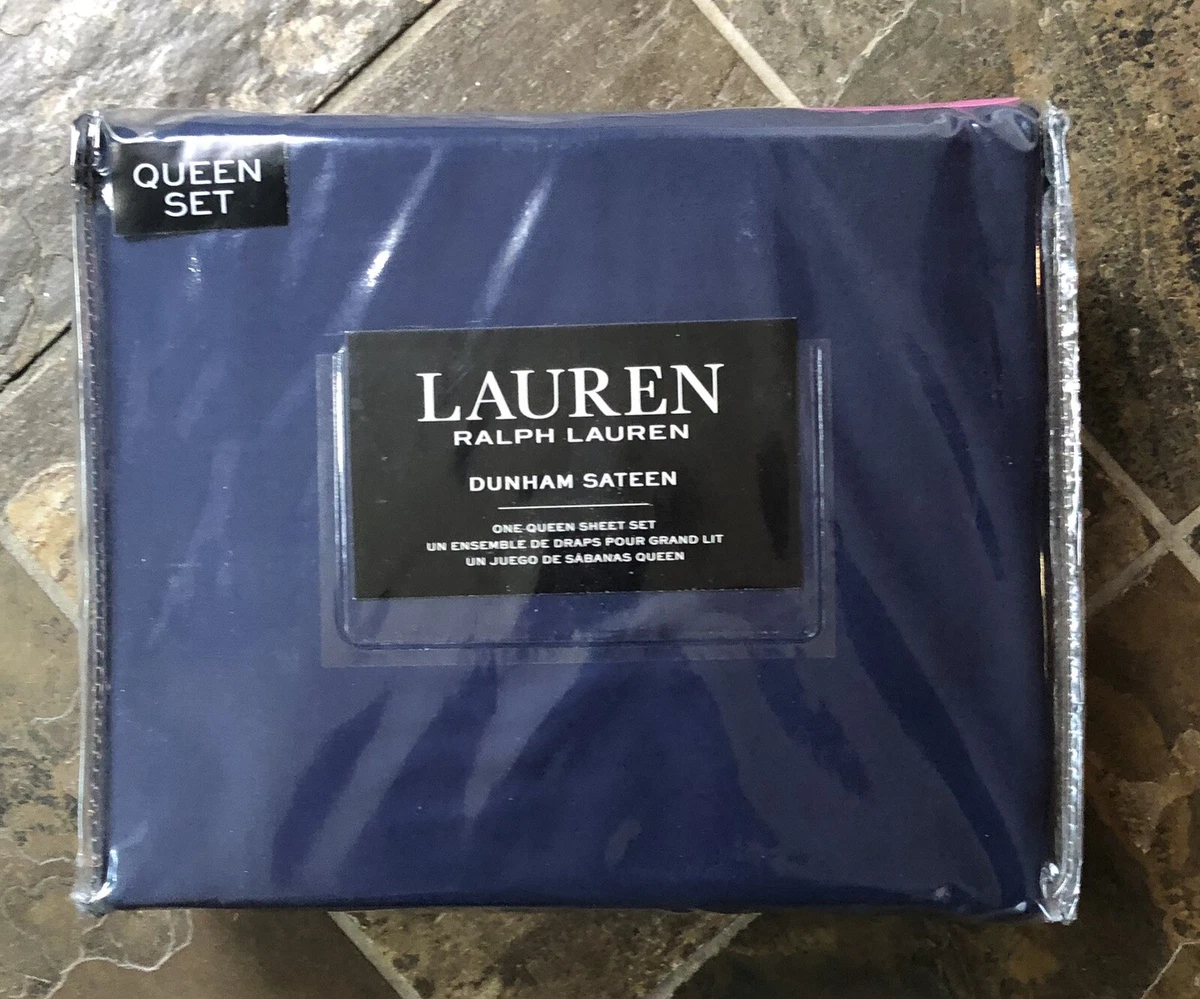 QUEEN
SET
LAUREN
RALPH LAUREN
DUNHAM SATEEN
ONE QUEEN SHEET SET
UN ENSEMBLE DE DRAPS POUR GRAND LIT
UN JUEGO DE SÁBANAS QUEEN